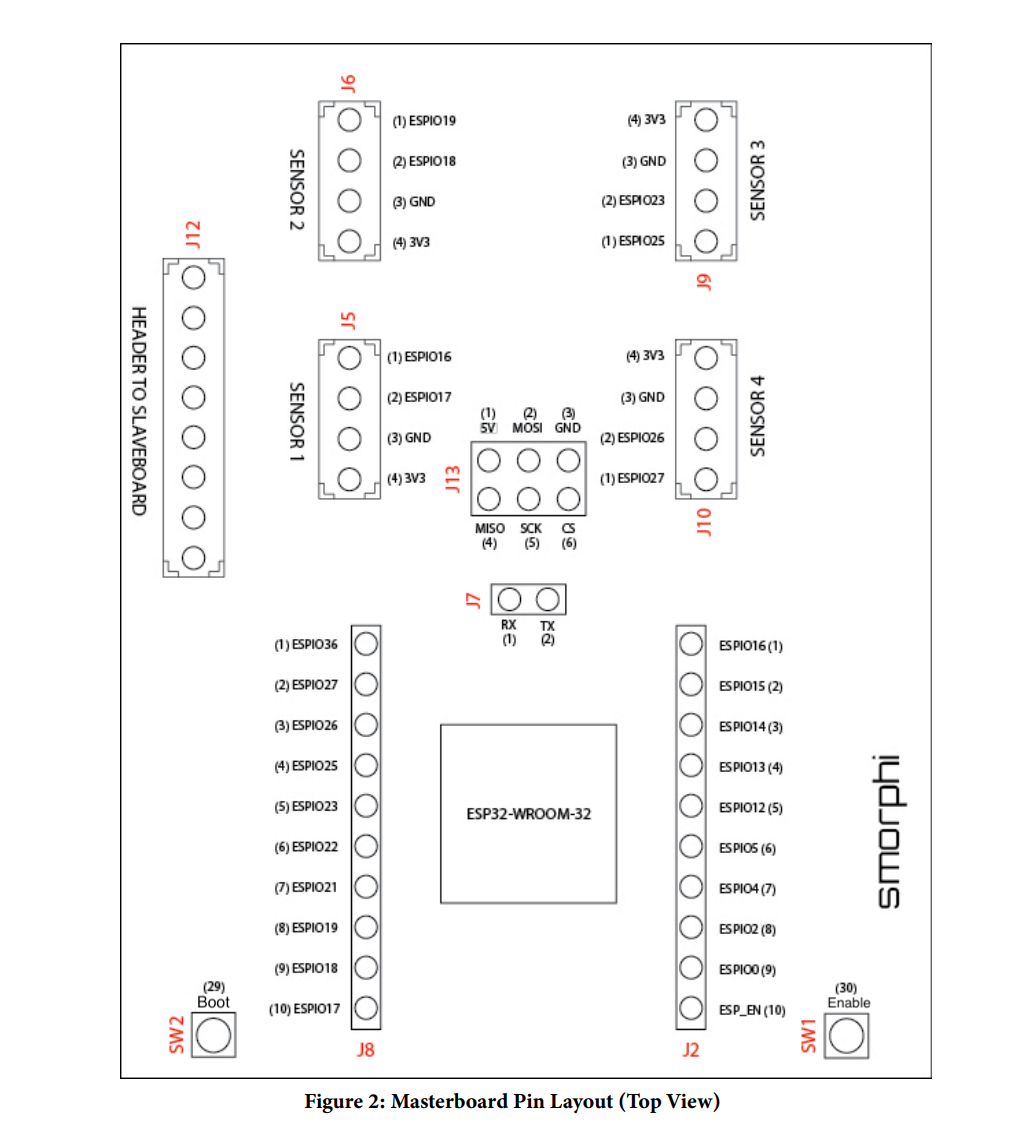 J6
(1) ESPIO19
(2) ESPIO18
(3) GND
(4) 3V3
SENSOR 2
(4) 3V3
(3) GND
(2) ESPIO23
(1) ESPIO25
SENSOR 3
J9
J12
HEADER TO SLAVEBOARD
J5
(1) ESPIO16
(2) ESPIO17
(3) GND
(4) 3V3
SENSOR 1
(4) 3V3
(3) GND
(2) ESPIO26
(1) ESPIO27
SENSOR 4
J10
(1) (2) (3)
5V MOSI GND
J13
MISO SCK CS
(4) (5) (6)
J7
RX TX
(1) (2)
(1) ESPIO36
(2) ESPIO27
(3) ESPIO26
(4) ESPIO25
(5) ESPIO23
(6) ESPIO22
(7) ESPIO21
(8) ESPIO19
(9) ESPIO18
(10) ESPIO17
J8
ESP32-WROOM-32
ESPIO16 (1)
ESPIO15 (2)
ESPIO14 (3)
ESPIO13 (4)
ESPIO12 (5)
ESPIO5 (6)
ESPIO4 (7)
ESPIO2 (8)
ESPIO0 (9)
ESP_EN (10)
J2
smorphi
(29)
Boot
SW2
(30)
Enable
SW1
Figure 2: Masterboard Pin Layout (Top View)